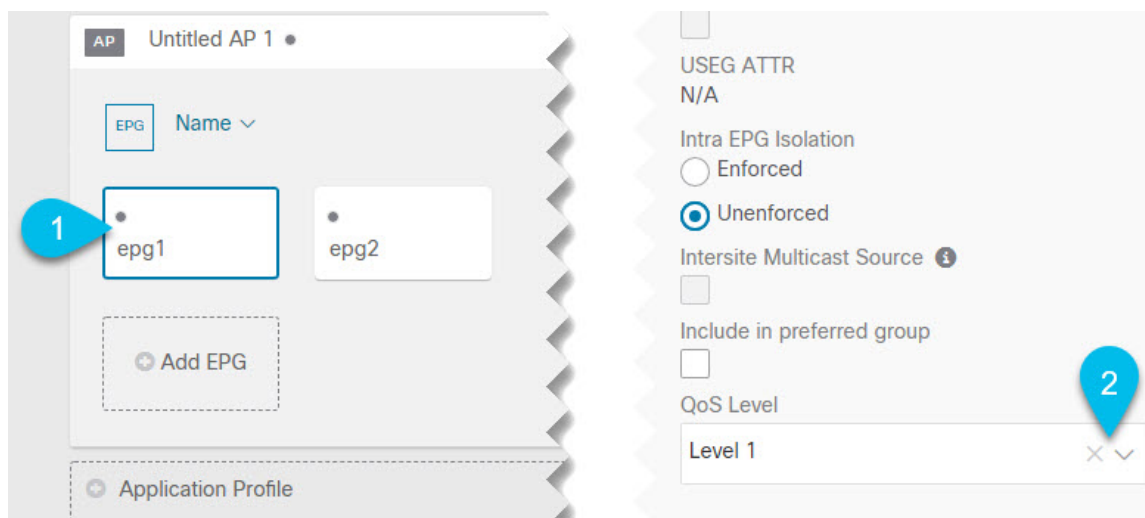 AP Untitled AP 1
EPG Name
1
epg1
epg2
Add EPG
Application Profile
USEG ATTR
N/A
Intra EPG Isolation
Enforced
Unenforced
Intersite Multicast Source
Include in preferred group
2
QoS Level
Level 1